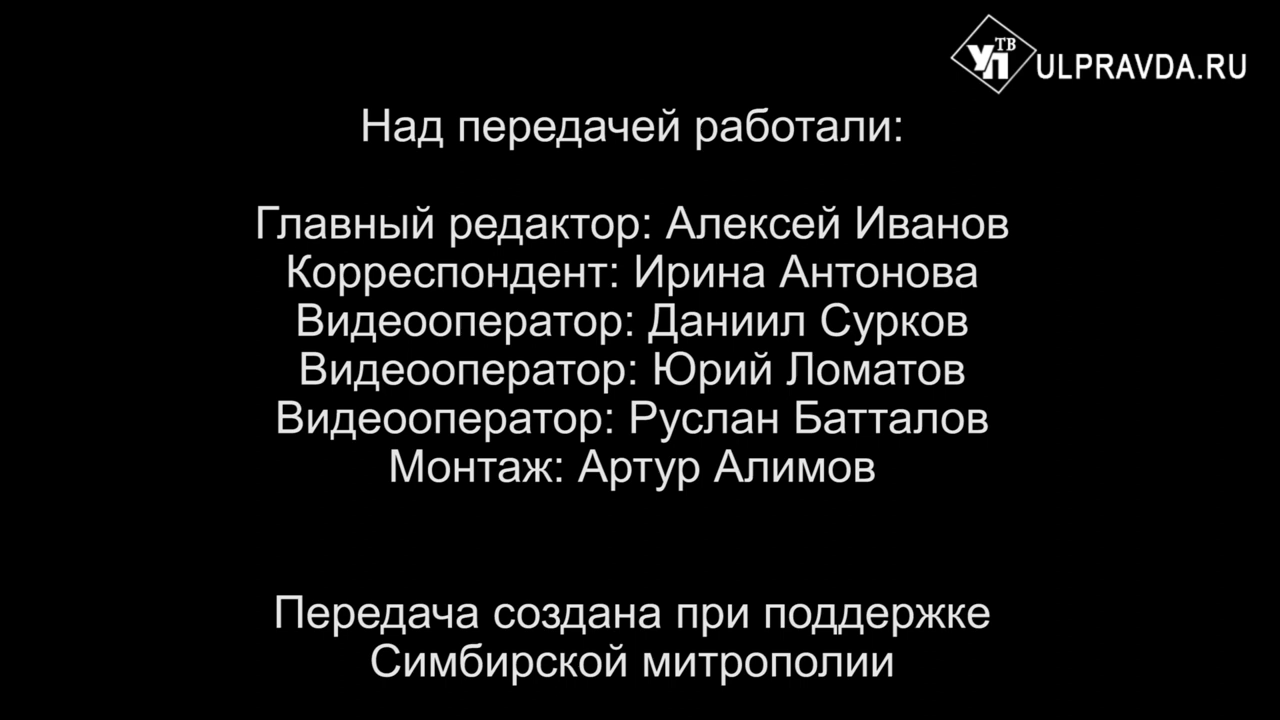 УП ТВ ULPRAVDA.RU
Над передачей работали:
Главный редактор: Алексей Иванов
Корреспондент: Ирина Антонова
Видеооператор: Даниил Сурков
Видеооператор: Юрий Ломатов
Видеооператор: Руслан Батталов
Монтаж: Артур Алимов
Передача создана при поддержке
Симбирской митрополии